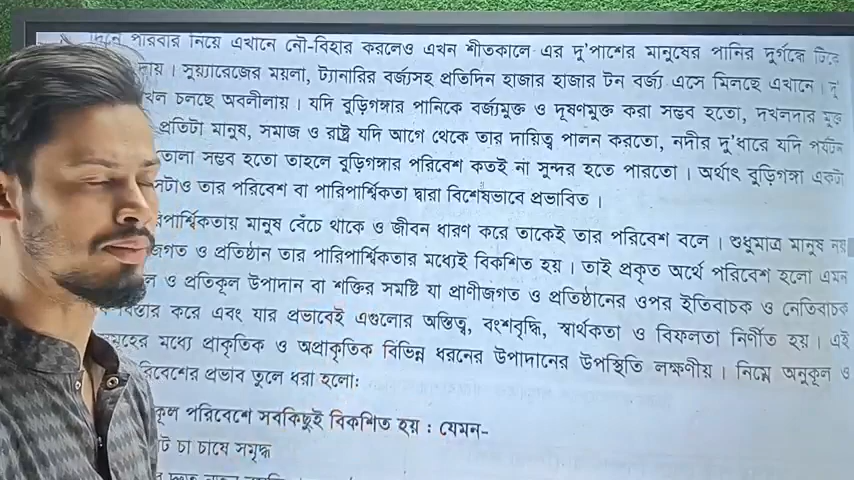 পরিবার নিয়ে এখানে নৌ-বিহার করলেও এখন শীতকালে এর দু'পাশের মানুষের পানির দুর্গন্ধে
। সুয়্যারেজের ময়লা, ট্যানারির বর্জ্যসহ প্রতিদিন হাজার হাজার টন বর্জ্য এসে মিলছে এখানে । দু'
চলছে অবলীলায় । যদি বুড়িগঙ্গার পানিকে বর্জ্যমুক্ত ও দূষণমুক্ত করা সম্ভব হতো, দখলদার মুক্ত
প্রতিটা মানুষ, সমাজ ও রাষ্ট্র যদি আগে থেকে তার দায়িত্ব পালন করতো, নদীর দু'ধারে যদি পর্যটন
সম্ভব হতো তাহলে বুড়িগঙ্গার পরিবেশ কতই না সুন্দর হতে পারতো । অর্থাৎ বুড়িগঙ্গা একটা
তার পরিবেশ বা পারিপার্শ্বিকতা দ্বারা বিশেষভাবে প্রভাবিত ।
মানুষ বেঁচে থাকে ও জীবন ধারণ করে তাকেই তার পরিবেশ বলে । শুধুমাত্র মানুষ নয়
ও প্রতিষ্ঠান তার পারিপার্শ্বিকতার মধ্যেই বিকশিত হয় । তাই প্রকৃত অর্থে পরিবেশ হলো এমন
ও প্রতিকূল উপাদান বা শক্তির সমষ্টি যা প্রাণীজগত ও প্রতিষ্ঠানের ওপর ইতিবাচক ও নেতিবাচক
করে এবং যার প্রভাবেই এগুলোর অস্তিত্ব, বংশবৃদ্ধি, স্বার্থকতা ও বিফলতা নির্ণীত হয় । এই
মধ্যে প্রাকৃতিক ও অপ্রাকৃতিক বিভিন্ন ধরনের উপাদানের উপস্থিতি লক্ষণীয় । নিম্নে অনুকূল ও
প্রভাব তুলে ধরা হলো:
পরিবেশে সবকিছুই বিকশিত হয় : যেমন-
চা চাষে সমৃদ্ধ